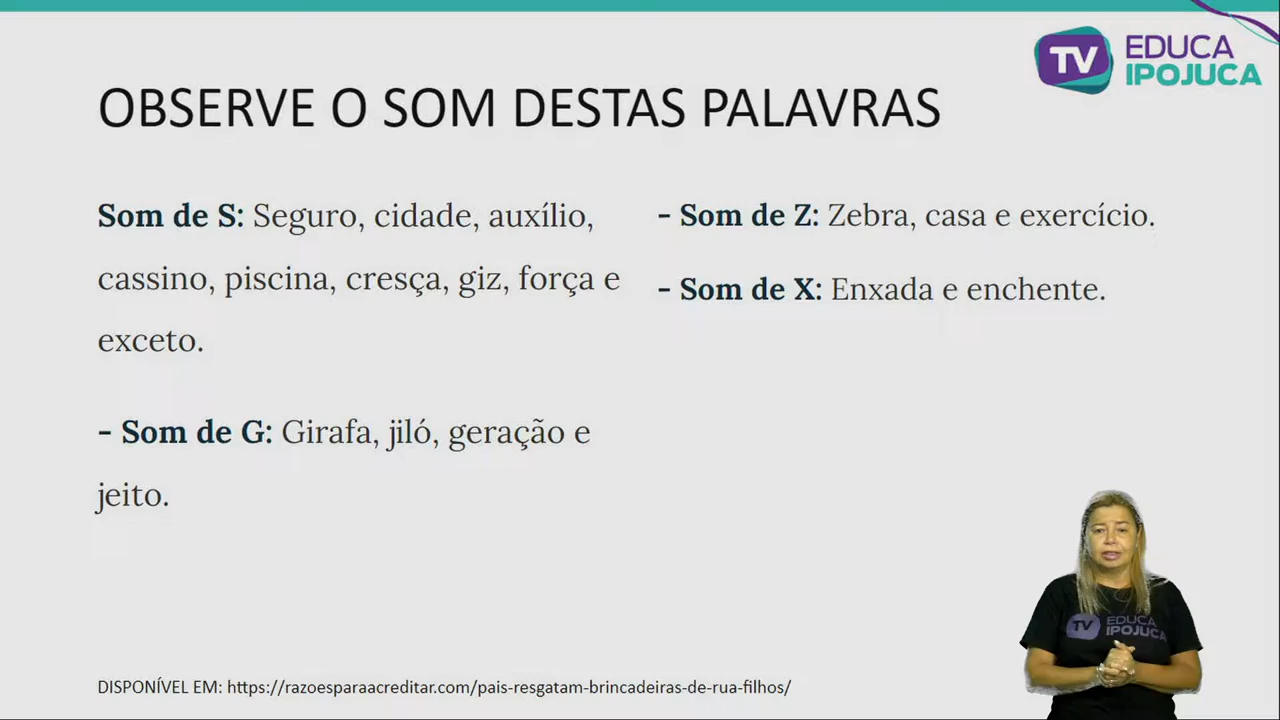 TV EDUCA
IPOJUCA
OBSERVE O SOM DESTAS PALAVRAS
Som de S: Seguro, cidade, auxílio,
cassino, piscina, cresça, giz, força e
exceto.
- Som de G: Girafa, jiló, geração e
jeito.
- Som de Z: Zebra, casa e exercício.
- Som de X: Enxada e enchente.
TV EDUCA
IPOJUCA
DISPONÍVEL EM: https://razoesparaacreditar.com/pais-resgatam-brincadeiras-de-rua-filhos/